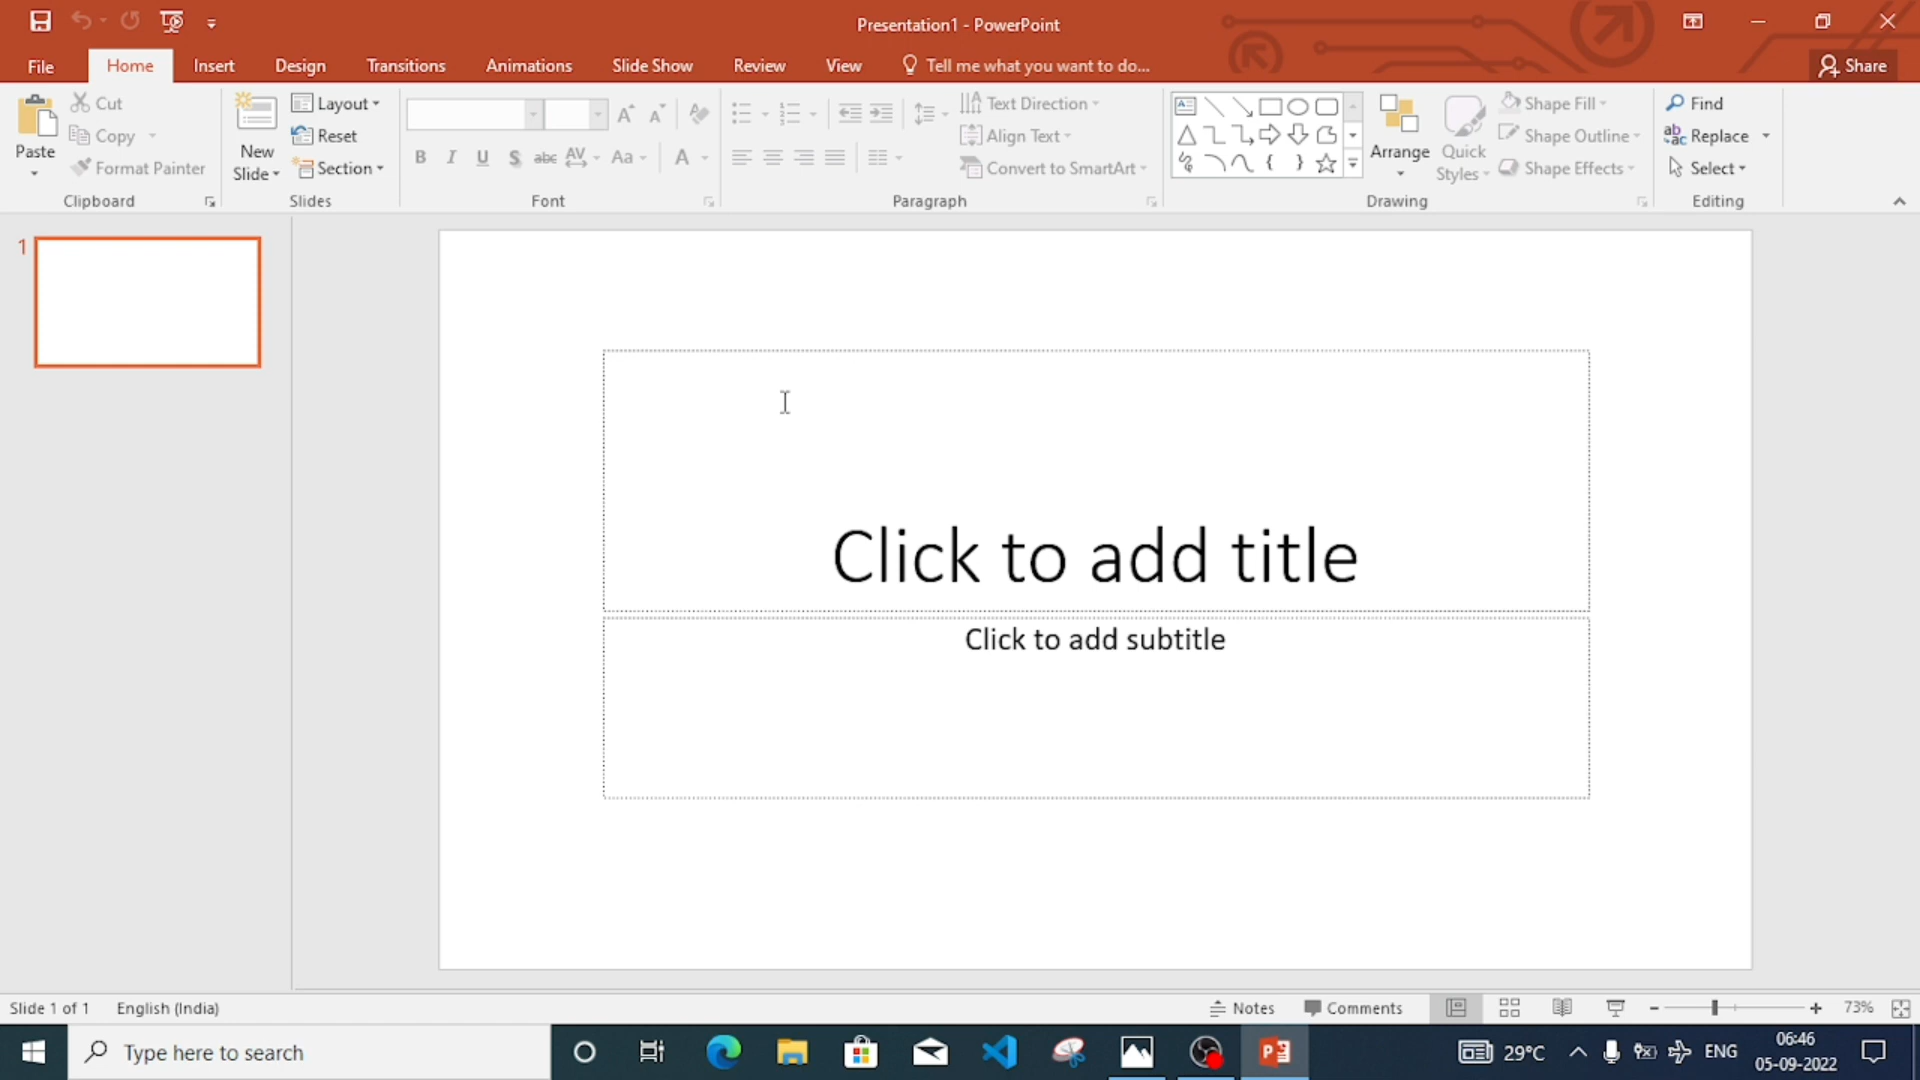 Presentation1 - PowerPoint
File Home Insert Design Transitions Animations Slide Show Review View Tell me what you want to do... Share
Paste
Cut
Copy
Format Painter
Clipboard
New
Slide
Layout
Reset
Section
Slides
B I U S abc AV Aa A
Font
Text Direction
Align Text
Convert to SmartArt
Paragraph
Arrange
Quick
Styles
Shape Fill
Shape Outline
Shape Effects
Drawing
Find
Replace
Select
Editing
1
Click to add title
Click to add subtitle
Slide 1 of 1 English (India) Notes Comments 73%
Type here to search
29°C ENG
06:46
05-09-2022